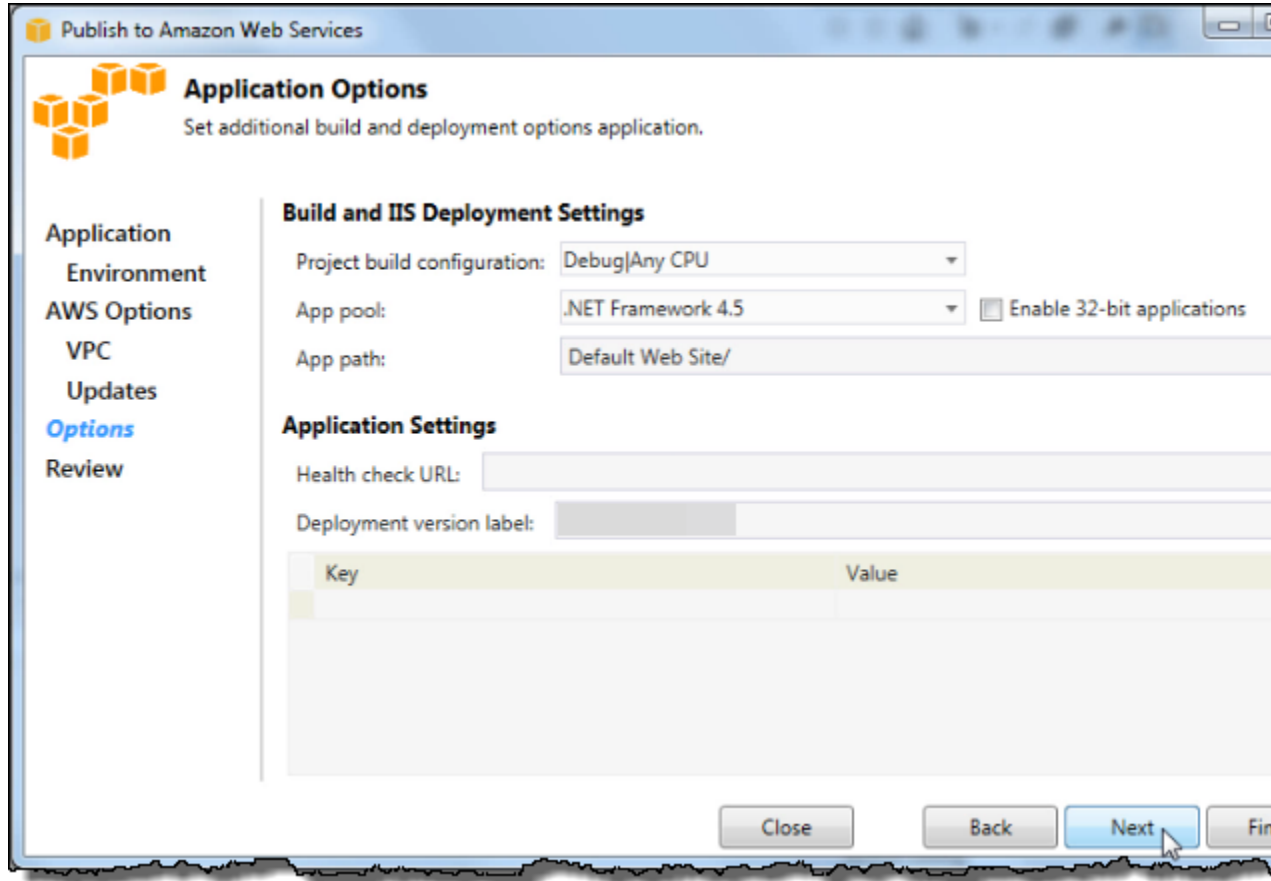 Publish to Amazon Web Services
Application Options
Set additional build and deployment options application.
Application
Environment
AWS Options
VPC
Updates
Options
Review
Build and IIS Deployment Settings
Project build configuration: Debug|Any CPU
App pool: .NET Framework 4.5 Enable 32-bit applications
App path: Default Web Site/
Application Settings
Health check URL:
Deployment version label:
Key Value
Close Back Next